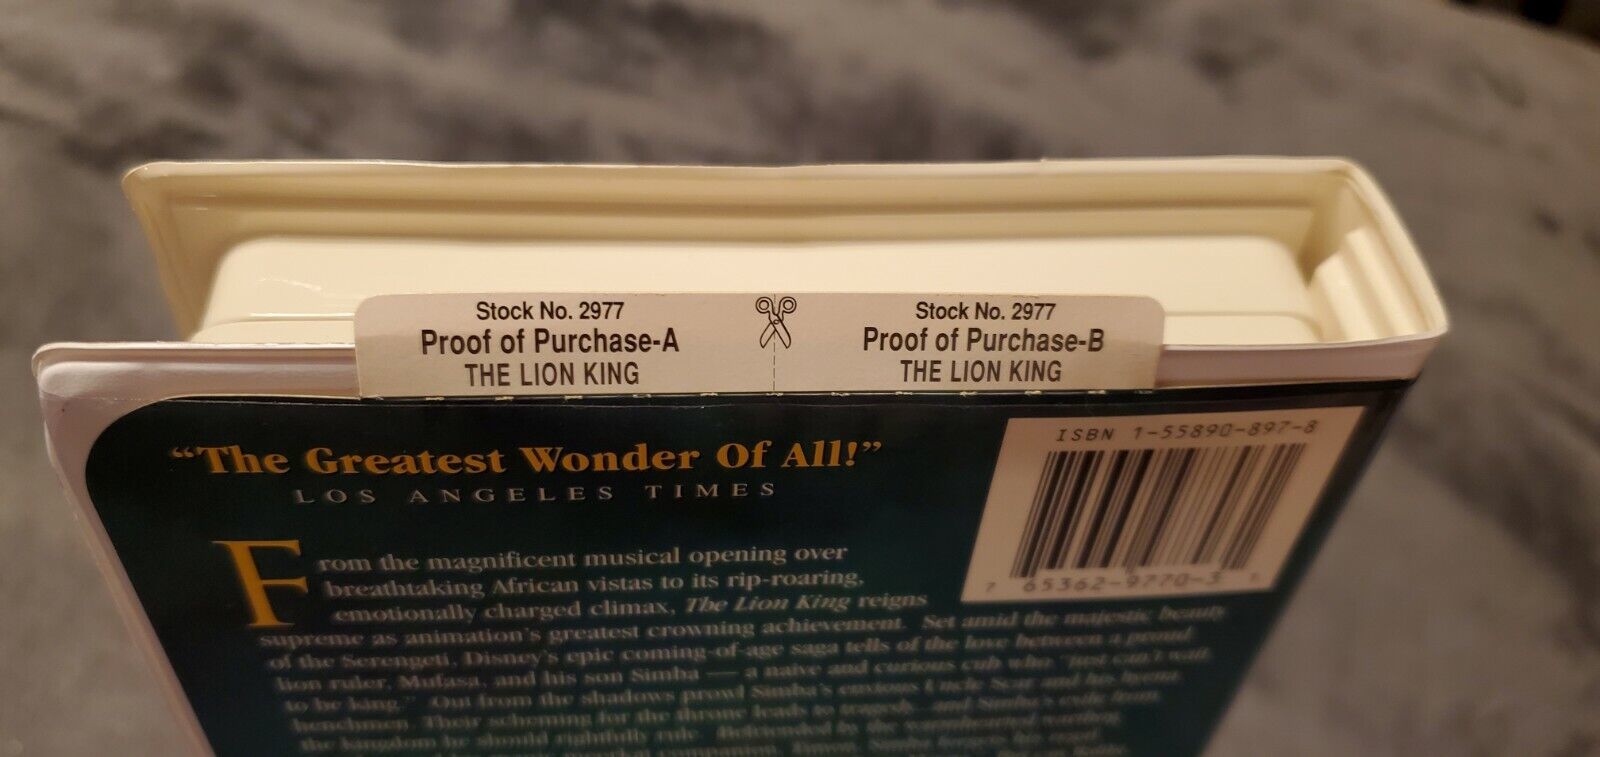 Stock No. 2977
Proof of Purchase-A
THE LION KING
Stock No. 2977
Proof of Purchase-B
THE LION KING
“The Greatest Wonder Of All!”
LOS ANGELES TIMES
ISBN 1-55890-897-8
7 65362-9770-3
From the magnificent musical opening over
breathtaking African vistas to its rip-roaring,
emotionally charged climax, The Lion King reigns
supreme as animation's greatest crowning achievement. Set amid the majestic beauty
of the Serengeti, Disney's epic coming-of-age saga tells of the love between a proud
lion ruler, Mufasa, and his son Simba — a naive and curious cub who "just can't wait
to be king." Out from the shadows prowl Simba's envious Uncle Scar and his hyena
henchmen. Their scheming for the throne leads to tragedy, and Simba's exile from
the kingdom he should rightfully rule. Befriended by the warmhearted warthog